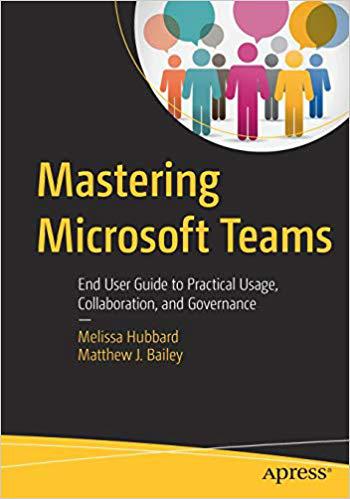 Mastering
Microsoft Teams
End User Guide to Practical Usage,
Collaboration, and Governance
—
Melissa Hubbard
Matthew J. Bailey
Apress®